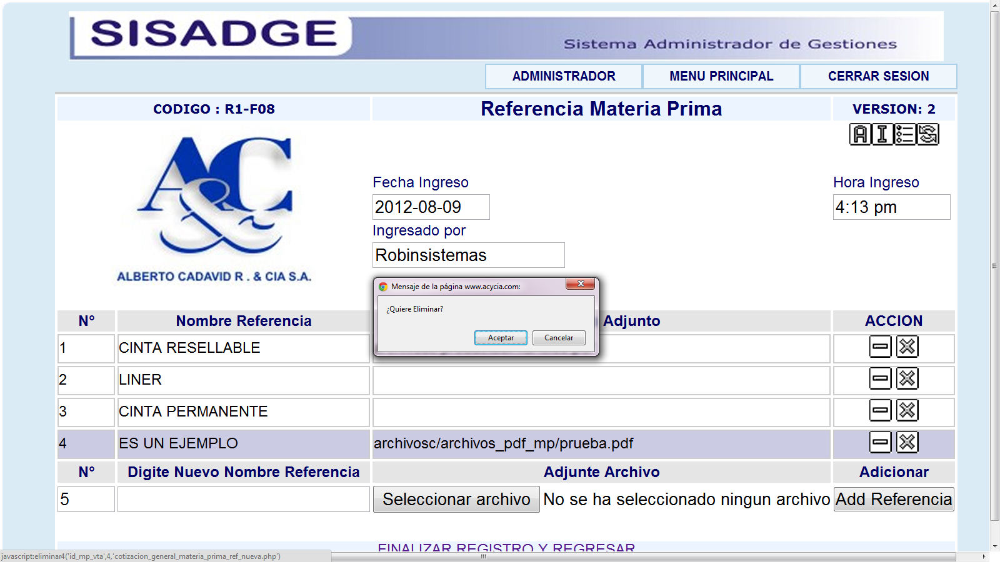 SISADGE
Sistema Administrador de Gestiones
ADMINISTRADOR MENU PRINCIPAL CERRAR SESION
CODIGO : R1-F08 Referencia Materia Prima VERSION: 2
A I
A&C
ALBERTO CADAVID R . & CIA S.A.
Fecha Ingreso Hora Ingreso
2012-08-09 4:13 pm
Ingresado por
Robinsistemas
Mensaje de la página www.acycia.com:
¿Quiere Eliminar?
Aceptar Cancelar
N° Nombre Referencia Adjunto ACCION
1 CINTA RESELLABLE
2 LINER
3 CINTA PERMANENTE
4 ES UN EJEMPLO archivosc/archivos_pdf_mp/prueba.pdf
N° Digite Nuevo Nombre Referencia Adjunte Archivo Adicionar
5 Seleccionar archivo No se ha seleccionado ningun archivo Add Referencia
FINALIZAR REGISTRO Y REGRESAR
javascript:eliminar4('id_mp_vta',4,'cotizacion_general_materia_prima_ref_nueva.php')